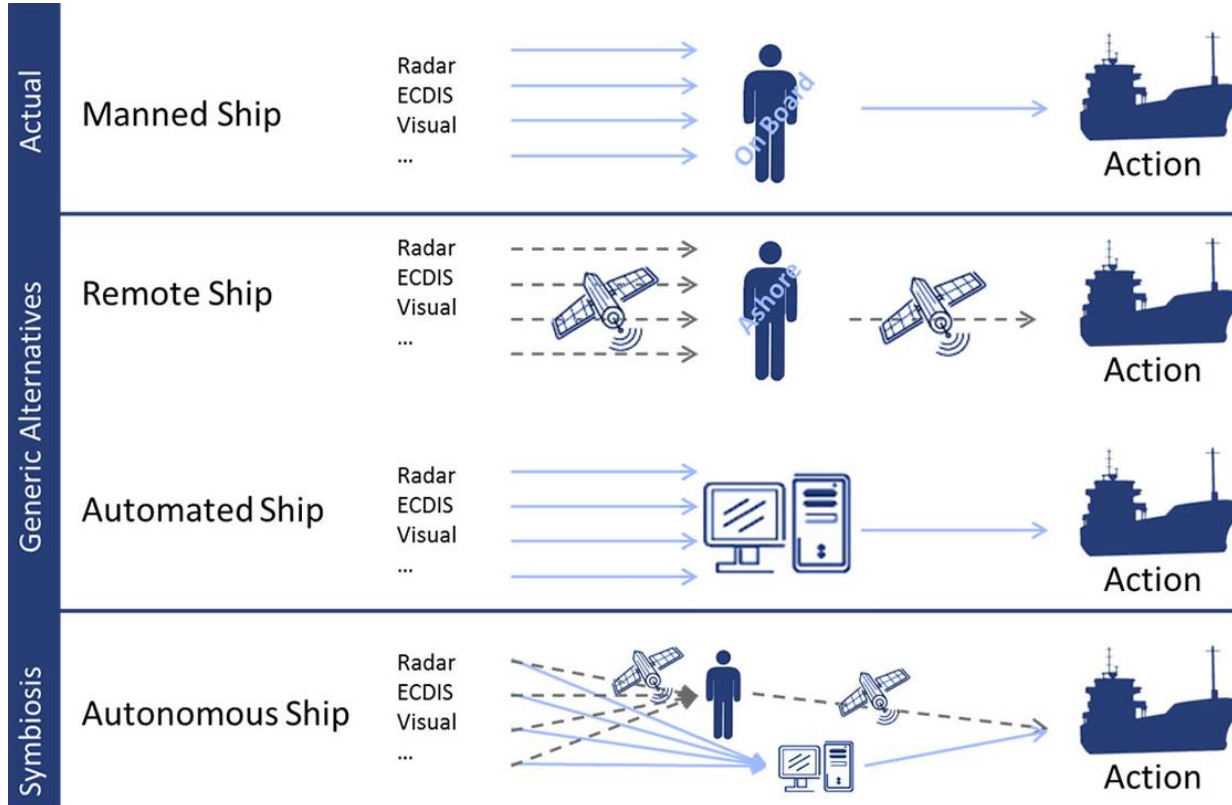 Actual
Manned Ship
Radar
ECDIS
Visual
...
On Board
Action
Generic Alternatives
Remote Ship
Radar
ECDIS
Visual
...
Ashore
Action
Automated Ship
Radar
ECDIS
Visual
...
Action
Symbiosis
Autonomous Ship
Radar
ECDIS
Visual
...
Action